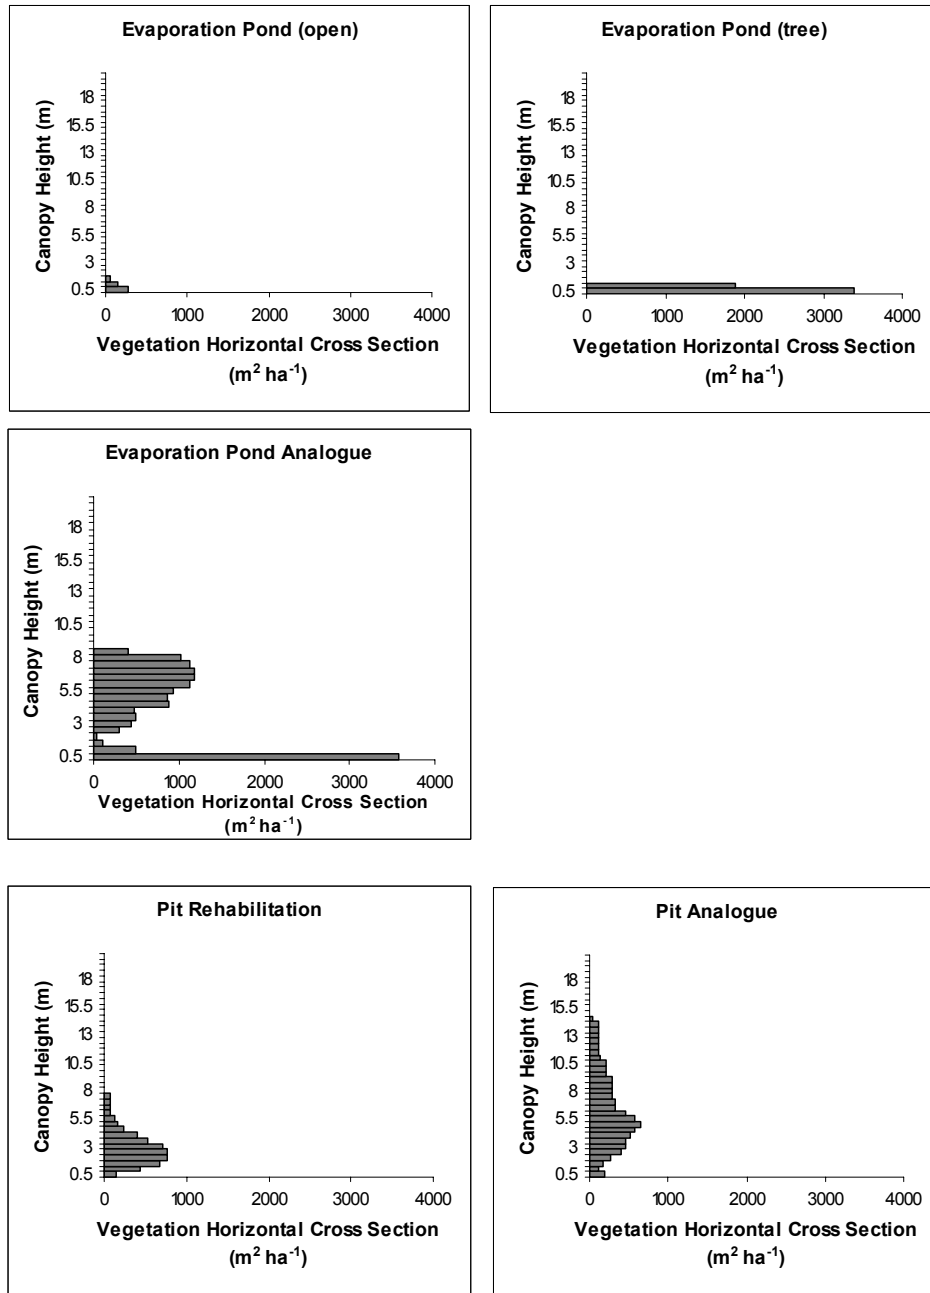 Evaporation Pond (open)
Canopy Height (m)
18
15.5
13
10.5
8
5.5
3
0.5
0 1000 2000 3000 4000
Vegetation Horizontal Cross Section
(m² ha⁻¹)
Evaporation Pond (tree)
Canopy Height (m)
18
15.5
13
10.5
8
5.5
3
0.5
0 1000 2000 3000 4000
Vegetation Horizontal Cross Section
(m² ha⁻¹)
Evaporation Pond Analogue
Canopy Height (m)
18
15.5
13
10.5
8
5.5
3
0.5
0 1000 2000 3000 4000
Vegetation Horizontal Cross Section
(m² ha⁻¹)
Pit Rehabilitation
Canopy Height (m)
18
15.5
13
10.5
8
5.5
3
0.5
0 1000 2000 3000 4000
Vegetation Horizontal Cross Section
(m² ha⁻¹)
Pit Analogue
Canopy Height (m)
18
15.5
13
10.5
8
5.5
3
0.5
0 1000 2000 3000 4000
Vegetation Horizontal Cross Section
(m² ha⁻¹)